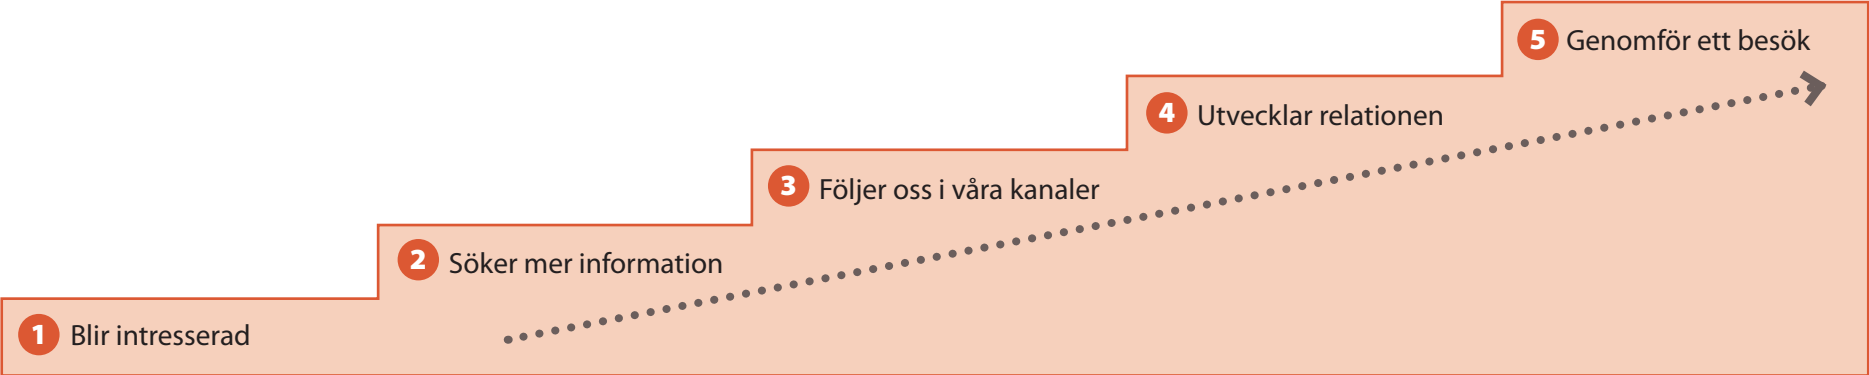 1 Blir intresserad
2 Söker mer information
3 Följer oss i våra kanaler
4 Utvecklar relationen
5 Genomför ett besök